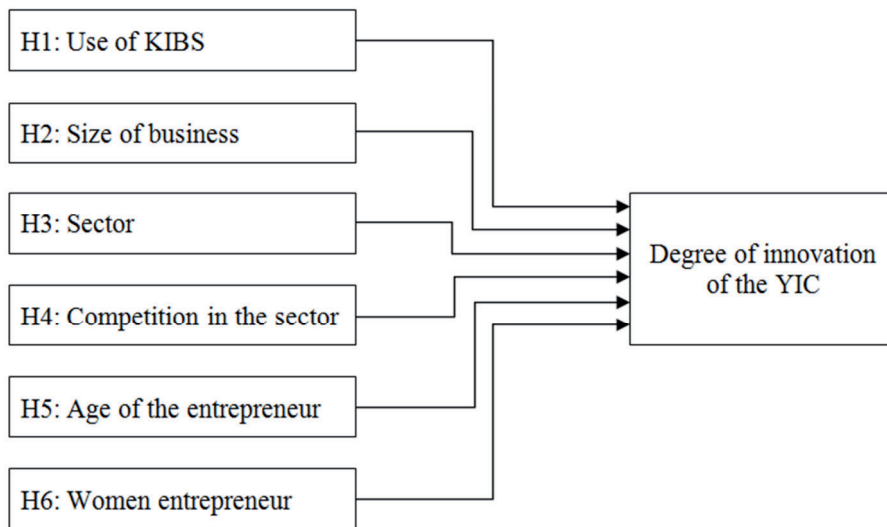 H1: Use of KIBS
H2: Size of business
H3: Sector
H4: Competition in the sector
H5: Age of the entrepreneur
H6: Women entrepreneur
Degree of innovation
of the YIC